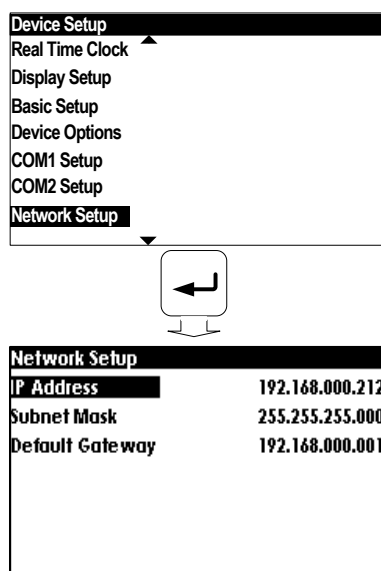 Device Setup
Real Time Clock
Display Setup
Basic Setup
Device Options
COM1 Setup
COM2 Setup
Network Setup
Network Setup
IP Address 192.168.000.212
Subnet Mask 255.255.255.000
Default Gateway 192.168.000.001